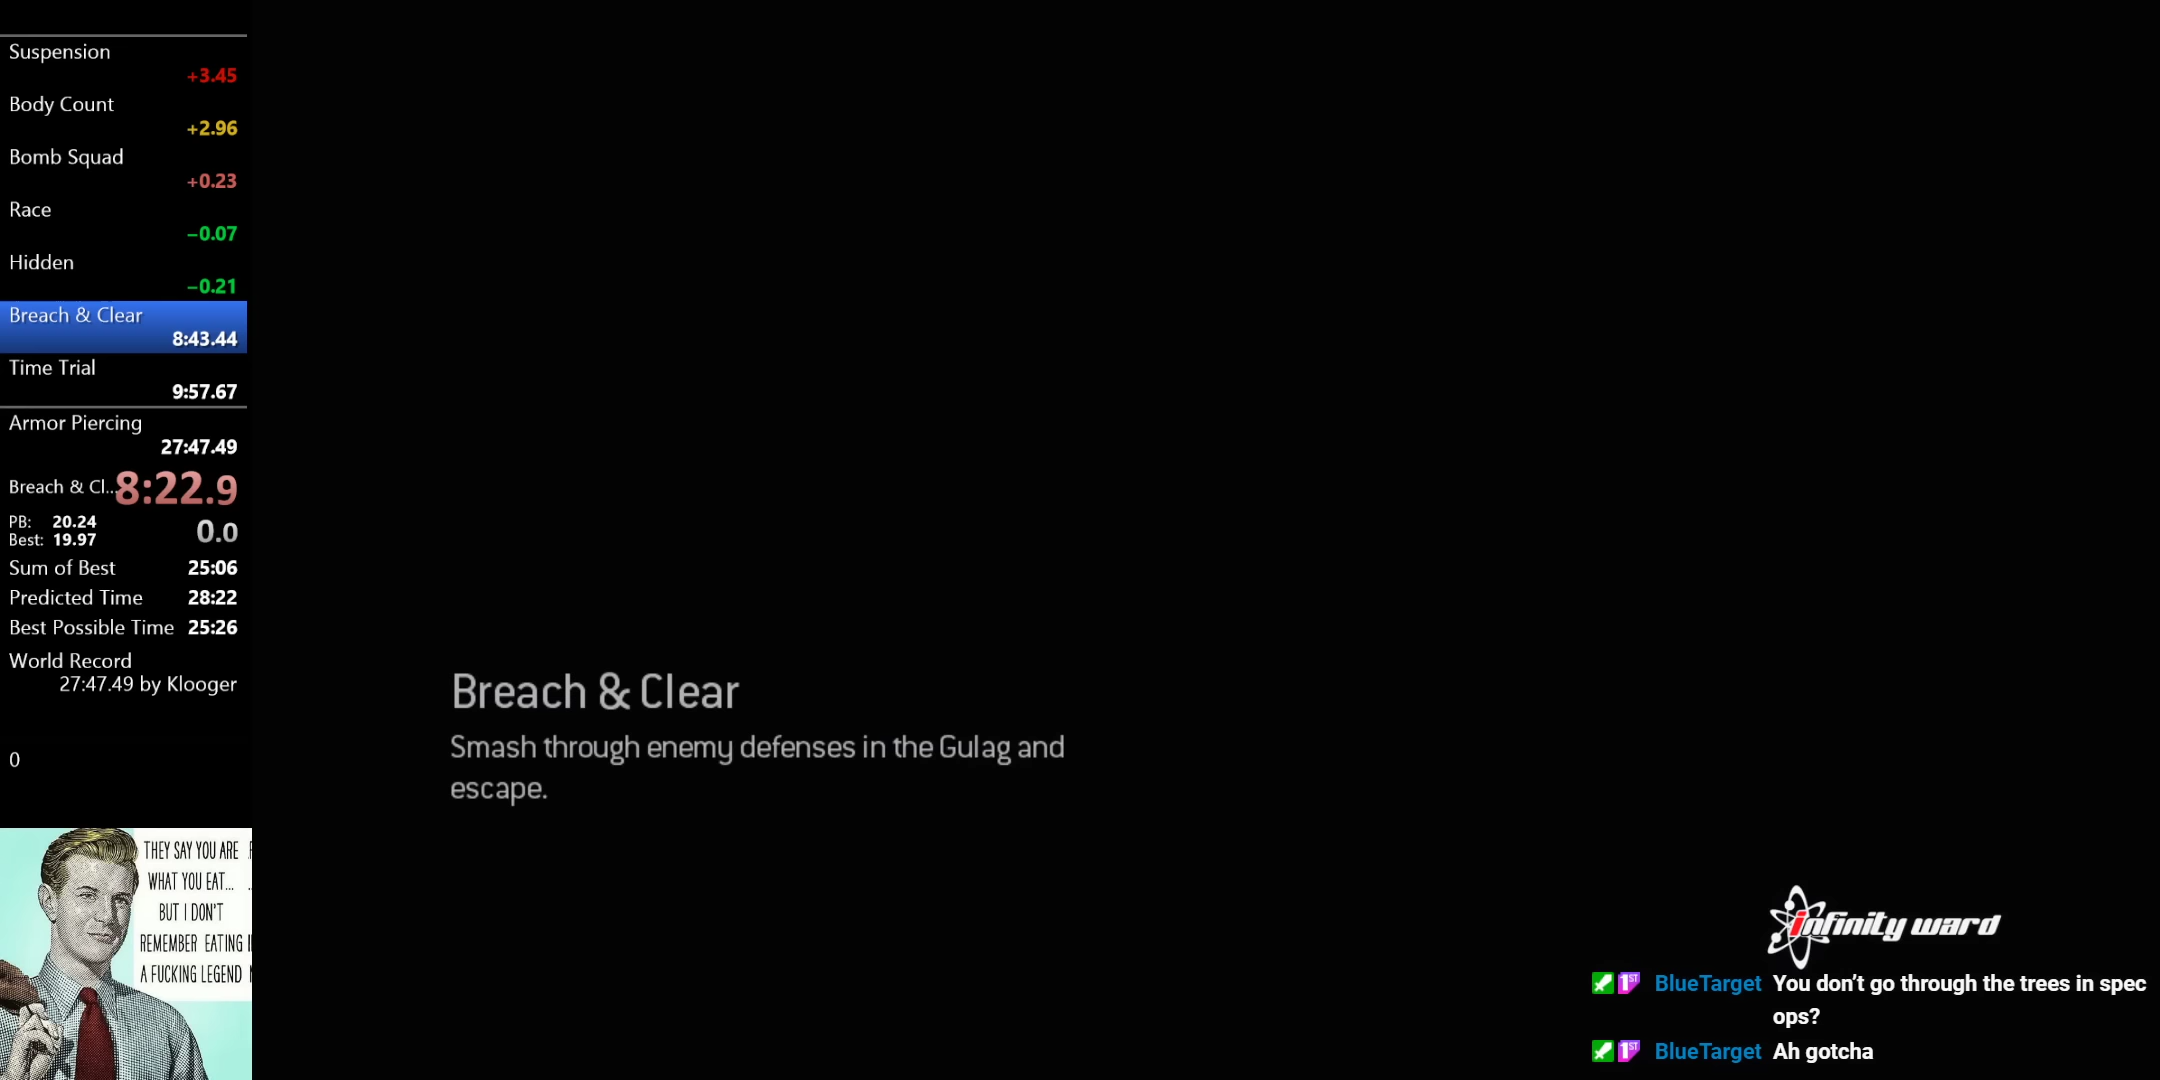 Suspension
+3.45
Body Count
+2.96
Bomb Squad
+0.23
Race
−0.07
Hidden
−0.21
Breach & Clear
8:43.44
Time Trial
9:57.67
Armor Piercing
27:47.49
Breach & Cl... 8:22.9
PB: 20.24
Best: 19.97
0.0
Sum of Best 25:06
Predicted Time 28:22
Best Possible Time 25:26
World Record
27:47.49 by Klooger
0
THEY SAY YOU ARE
WHAT YOU EAT...
BUT I DON'T
REMEMBER EATING
A FUCKING LEGEND
Breach & Clear
Smash through enemy defenses in the Gulag and
escape.
infinity ward
1ST BlueTarget You don't go through the trees in spec
ops?
1ST BlueTarget Ah gotcha